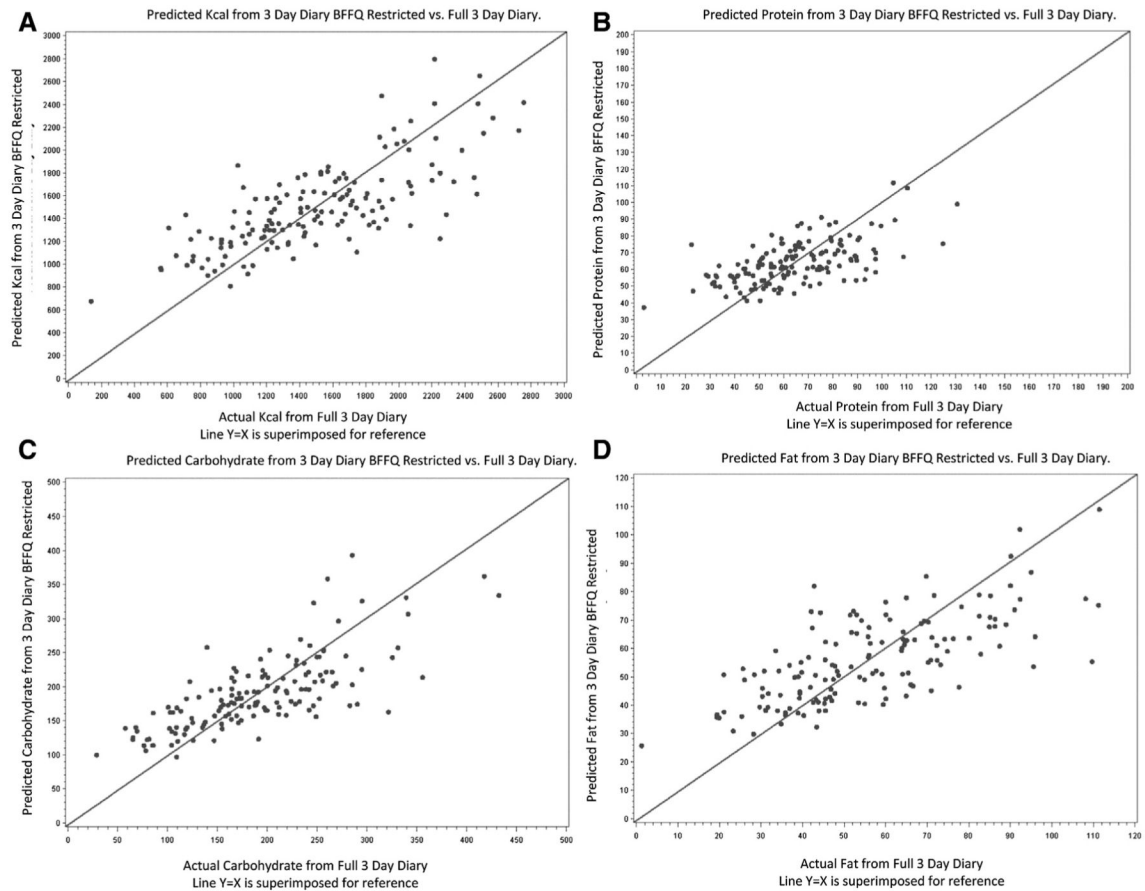 A
Predicted Kcal from 3 Day Diary BFFQ Restricted vs. Full 3 Day Diary.
Predicted Kcal from 3 Day Diary BFFQ Restricted
3000
2800
2600
2400
2200
2000
1800
1600
1400
1200
1000
800
600
400
200
0
0 200 400 600 800 1000 1200 1400 1600 1800 2000 2200 2400 2600 2800 3000
Actual Kcal from Full 3 Day Diary
Line Y=X is superimposed for reference
B
Predicted Protein from 3 Day Diary BFFQ Restricted vs. Full 3 Day Diary.
Predicted Protein from 3 Day Diary BFFQ Restricted
200
190
180
170
160
150
140
130
120
110
100
90
80
70
60
50
40
30
20
10
0
0 10 20 30 40 50 60 70 80 90 100 110 120 130 140 150 160 170 180 190 200
Actual Protein from Full 3 Day Diary
Line Y=X is superimposed for reference
C
Predicted Carbohydrate from 3 Day Diary BFFQ Restricted vs. Full 3 Day Diary.
Predicted Carbohydrate from 3 Day Diary BFFQ Restricted
500
450
400
350
300
250
200
150
100
50
0
0 50 100 150 200 250 300 350 400 450 500
Actual Carbohydrate from Full 3 Day Diary
Line Y=X is superimposed for reference
D
Predicted Fat from 3 Day Diary BFFQ Restricted vs. Full 3 Day Diary.
Predicted Fat from 3 Day Diary BFFQ Restricted
120
110
100
90
80
70
60
50
40
30
20
10
0
0 10 20 30 40 50 60 70 80 90 100 110 120
Actual Fat from Full 3 Day Diary
Line Y=X is superimposed for reference